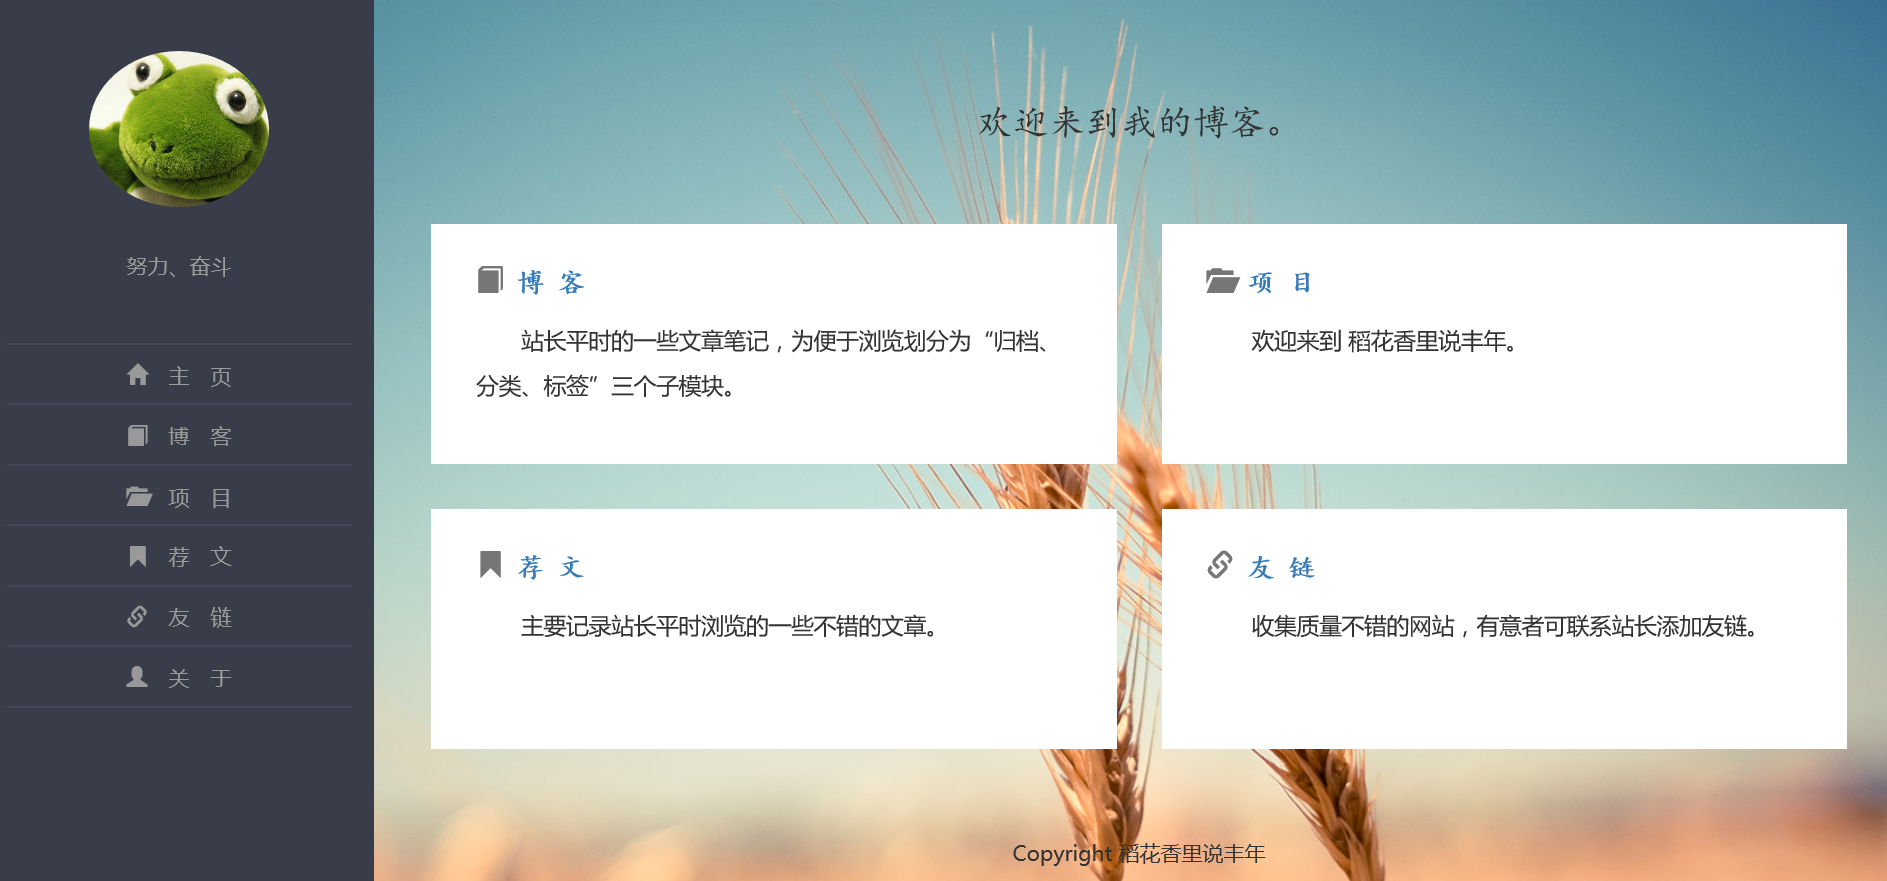 努力、奋斗
主 页
博 客
项 目
荐 文
友 链
关 于
欢迎来到我的博客。
博 客
站长平时的一些文章笔记，为便于浏览划分为“归档、
分类、标签”三个子模块。
项 目
欢迎来到 稻花香里说丰年。
荐 文
主要记录站长平时浏览的一些不错的文章。
友 链
收集质量不错的网站，有意者可联系站长添加友链。
Copyright 稻花香里说丰年